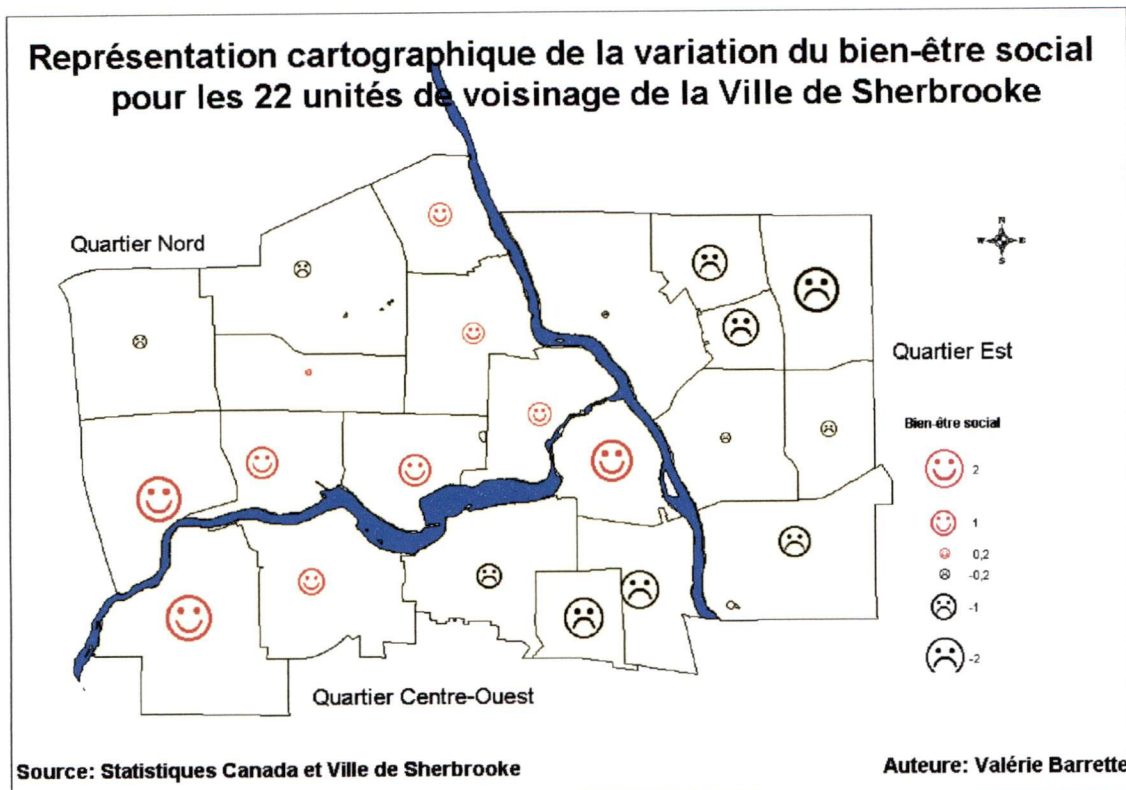 Représentation cartographique de la variation du bien-être social
pour les 22 unités de voisinage de la Ville de Sherbrooke
Quartier Nord
N
W E
S
Quartier Est
Bien-être social
2
1
0,2
-0,2
-1
-2
Quartier Centre-Ouest
Source: Statistiques Canada et Ville de Sherbrooke
Auteure: Valérie Barrette